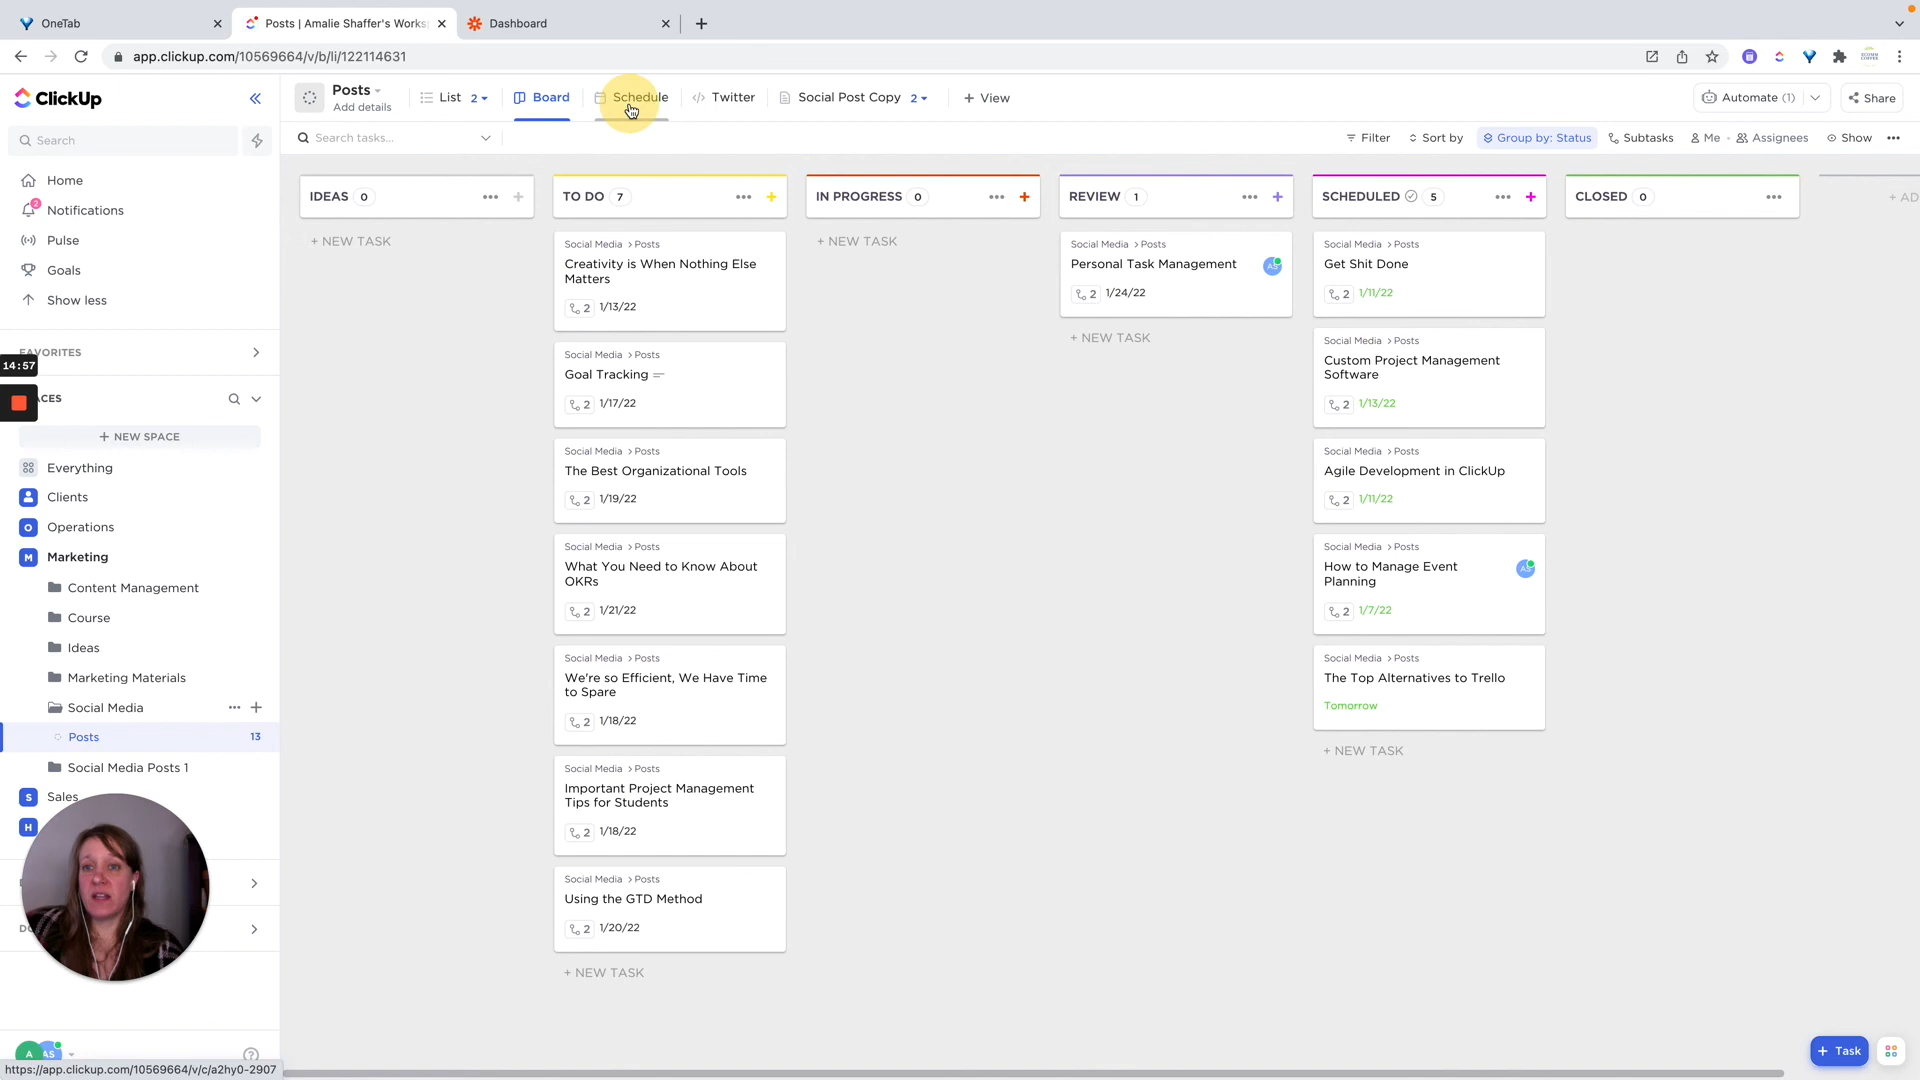 OneTab
Posts | Amalie Shaffer's Works
Dashboard
app.clickup.com/10569664/v/b/li/122114631
ClickUp
Posts
Add details
List 2
Board
Schedule
Twitter
Social Post Copy 2
+ View
Automate (1)
Share
Search
Search tasks...
Filter
Sort by
Group by: Status
Subtasks
Me
Assignees
Show
Home
2
Notifications
Pulse
Goals
Show less
FAVORITES
14:57
ACES
+ NEW SPACE
Everything
Clients
O Operations
M Marketing
Content Management
Course
Ideas
Marketing Materials
Social Media
Posts 13
Social Media Posts 1
S Sales
H
A AS
https://app.clickup.com/10569664/v/c/a2hy0-2907
IDEAS 0
+ NEW TASK
TO DO 7
Social Media > Posts
Creativity is When Nothing Else
Matters
2 1/13/22
Social Media > Posts
Goal Tracking
2 1/17/22
Social Media > Posts
The Best Organizational Tools
2 1/19/22
Social Media > Posts
What You Need to Know About
OKRs
2 1/21/22
Social Media > Posts
We're so Efficient, We Have Time
to Spare
2 1/18/22
Social Media > Posts
Important Project Management
Tips for Students
2 1/18/22
Social Media > Posts
Using the GTD Method
2 1/20/22
+ NEW TASK
IN PROGRESS 0
+ NEW TASK
REVIEW 1
Social Media > Posts
Personal Task Management
AS
2 1/24/22
+ NEW TASK
SCHEDULED 5
Social Media > Posts
Get Shit Done
2 1/11/22
Social Media > Posts
Custom Project Management
Software
2 1/13/22
Social Media > Posts
Agile Development in ClickUp
2 1/11/22
Social Media > Posts
How to Manage Event
Planning
AS
2 1/7/22
Social Media > Posts
The Top Alternatives to Trello
Tomorrow
+ NEW TASK
CLOSED 0
+ AD
+ Task